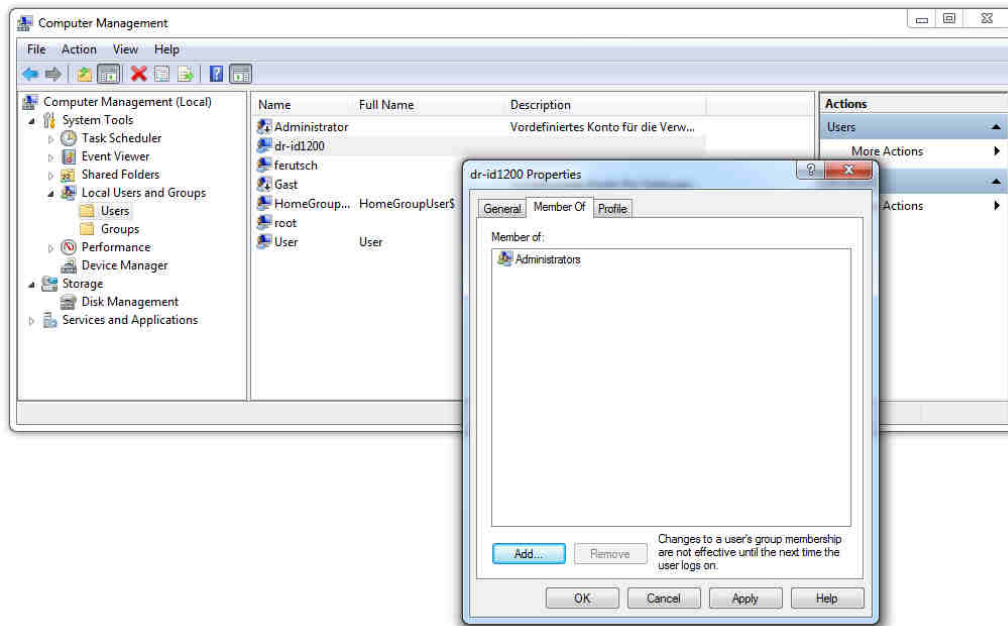 Computer Management
File Action View Help
Computer Management (Local)
System Tools
Task Scheduler
Event Viewer
Shared Folders
Local Users and Groups
Users
Groups
Performance
Device Manager
Storage
Disk Management
Services and Applications
Name Full Name Description
Administrator Vordefiniertes Konto für die Verw...
dr-id1200
ferutsch
Gast
HomeGroup... HomeGroupUser$
root
User User
Actions
Users
More Actions
Actions
dr-id1200 Properties
General Member Of Profile
Member of:
Administrators
Add... Remove
Changes to a user's group membership
are not effective until the next time the
user logs on.
OK Cancel Apply Help